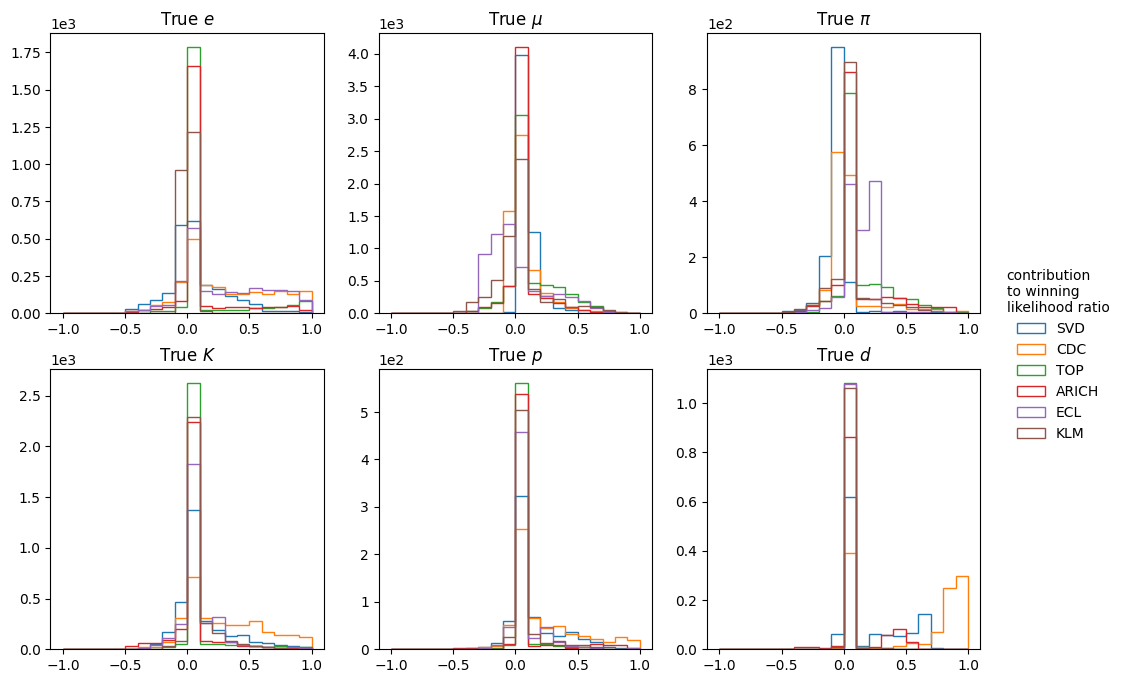 True e
1e3
1.75
1.50
1.25
1.00
0.75
0.50
0.25
0.00
−1.0 −0.5 0.0 0.5 1.0
True μ
1e3
4.0
3.5
3.0
2.5
2.0
1.5
1.0
0.5
0.0
−1.0 −0.5 0.0 0.5 1.0
True π
1e2
8
6
4
2
0
−1.0 −0.5 0.0 0.5 1.0
True K
1e3
2.5
2.0
1.5
1.0
0.5
0.0
−1.0 −0.5 0.0 0.5 1.0
True p
1e2
5
4
3
2
1
0
−1.0 −0.5 0.0 0.5 1.0
True d
1e3
1.0
0.8
0.6
0.4
0.2
0.0
−1.0 −0.5 0.0 0.5 1.0
contribution
to winning
likelihood ratio
SVD
CDC
TOP
ARICH
ECL
KLM